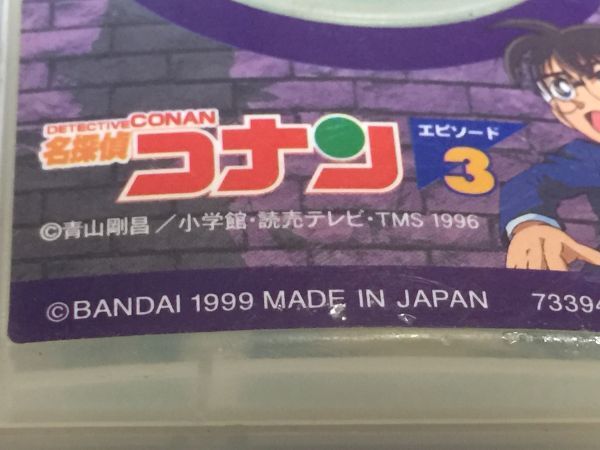 DETECTIVE CONAN
名探偵コナン
エピソード
3
©青山剛昌／小学館・読売テレビ・TMS 1996
©BANDAI 1999 MADE IN JAPAN 73394